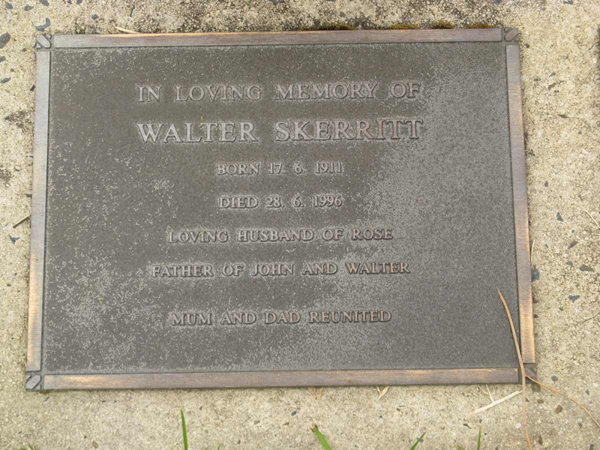 IN LOVING MEMORY OF
WALTER SKERRITT
BORN 17. 6. 1911
DIED 28. 6. 1996
LOVING HUSBAND OF ROSE
FATHER OF JOHN AND WALTER
MUM AND DAD REUNITED